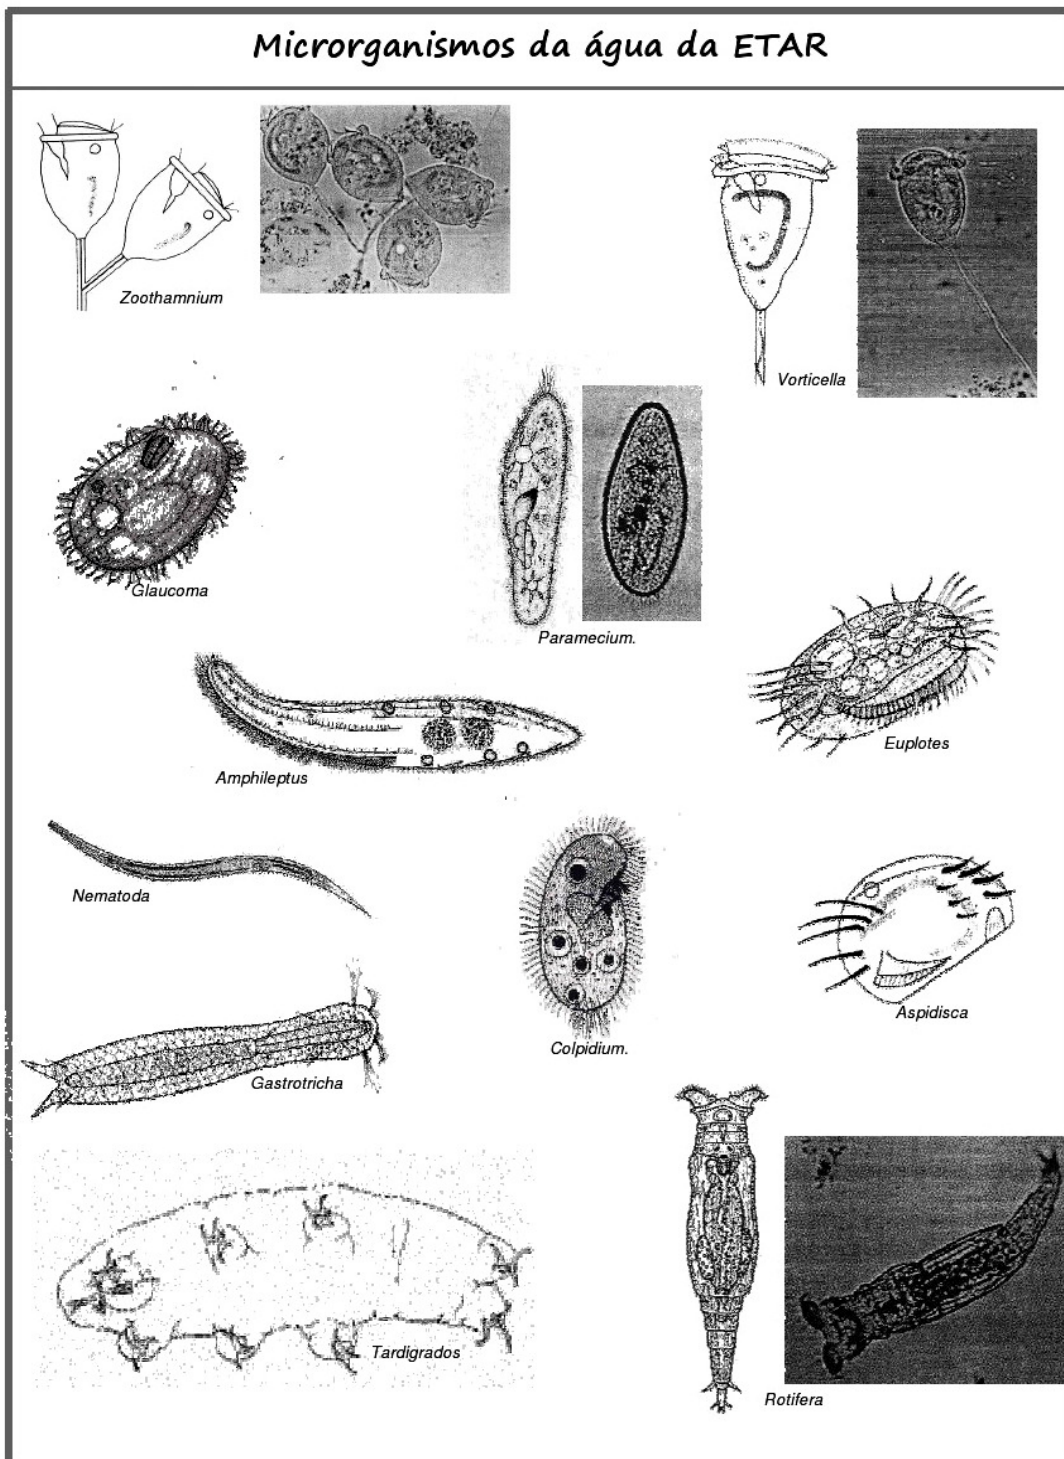 Microrganismos da água da ETAR
Zoothamnium
Vorticella
Glaucoma
Paramecium.
Euplotes
Amphileptus
Nematoda
Aspidisca
Colpidium.
Gastrotricha
Tardigrados
Rotifera